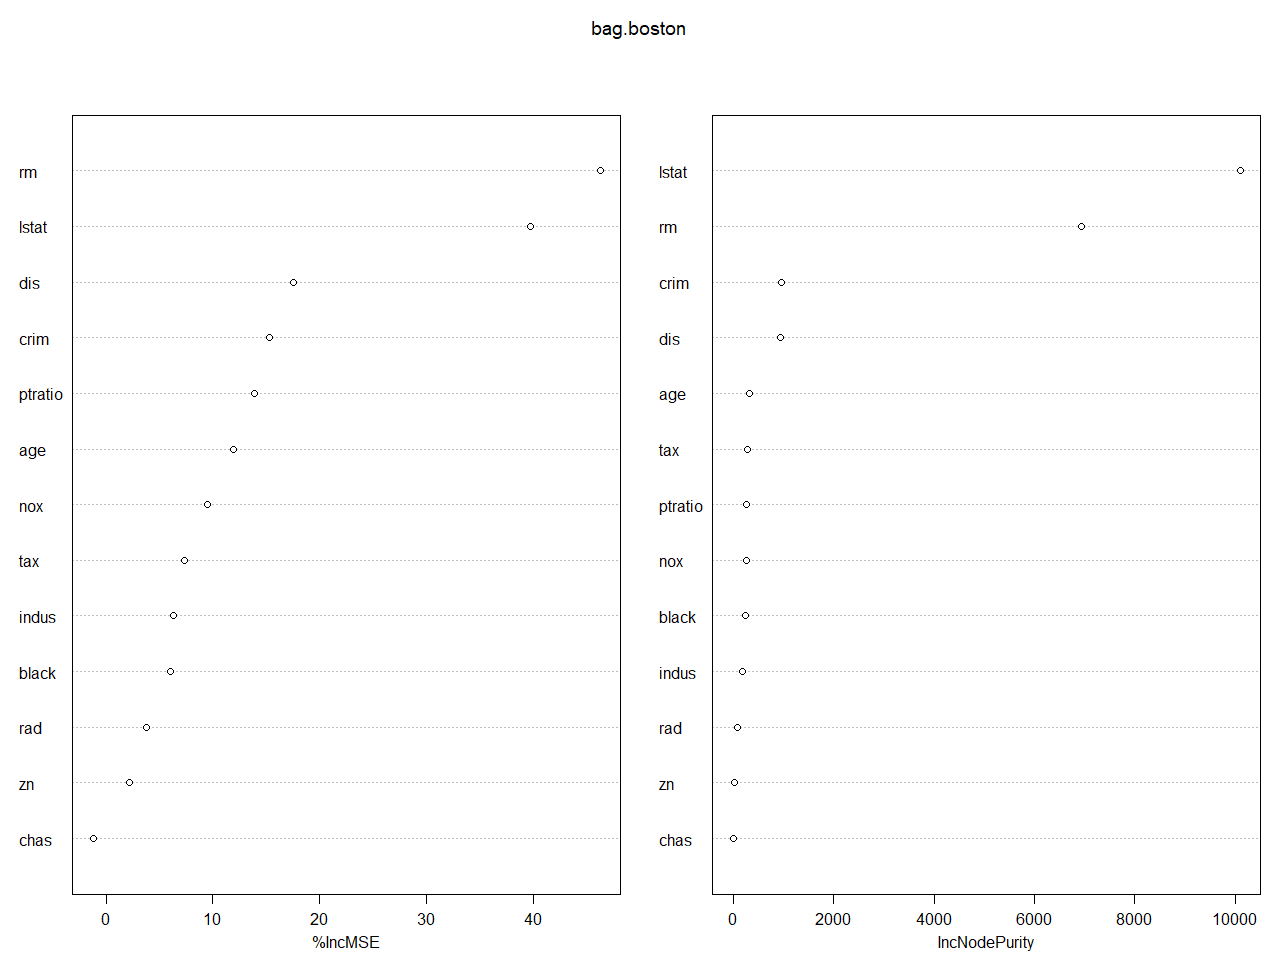 bag.boston
rm
lstat
dis
crim
ptratio
age
nox
tax
indus
black
rad
zn
chas
0 10 20 30 40
%IncMSE
lstat
rm
crim
dis
age
tax
ptratio
nox
black
indus
rad
zn
chas
0 2000 4000 6000 8000 10000
IncNodePurity